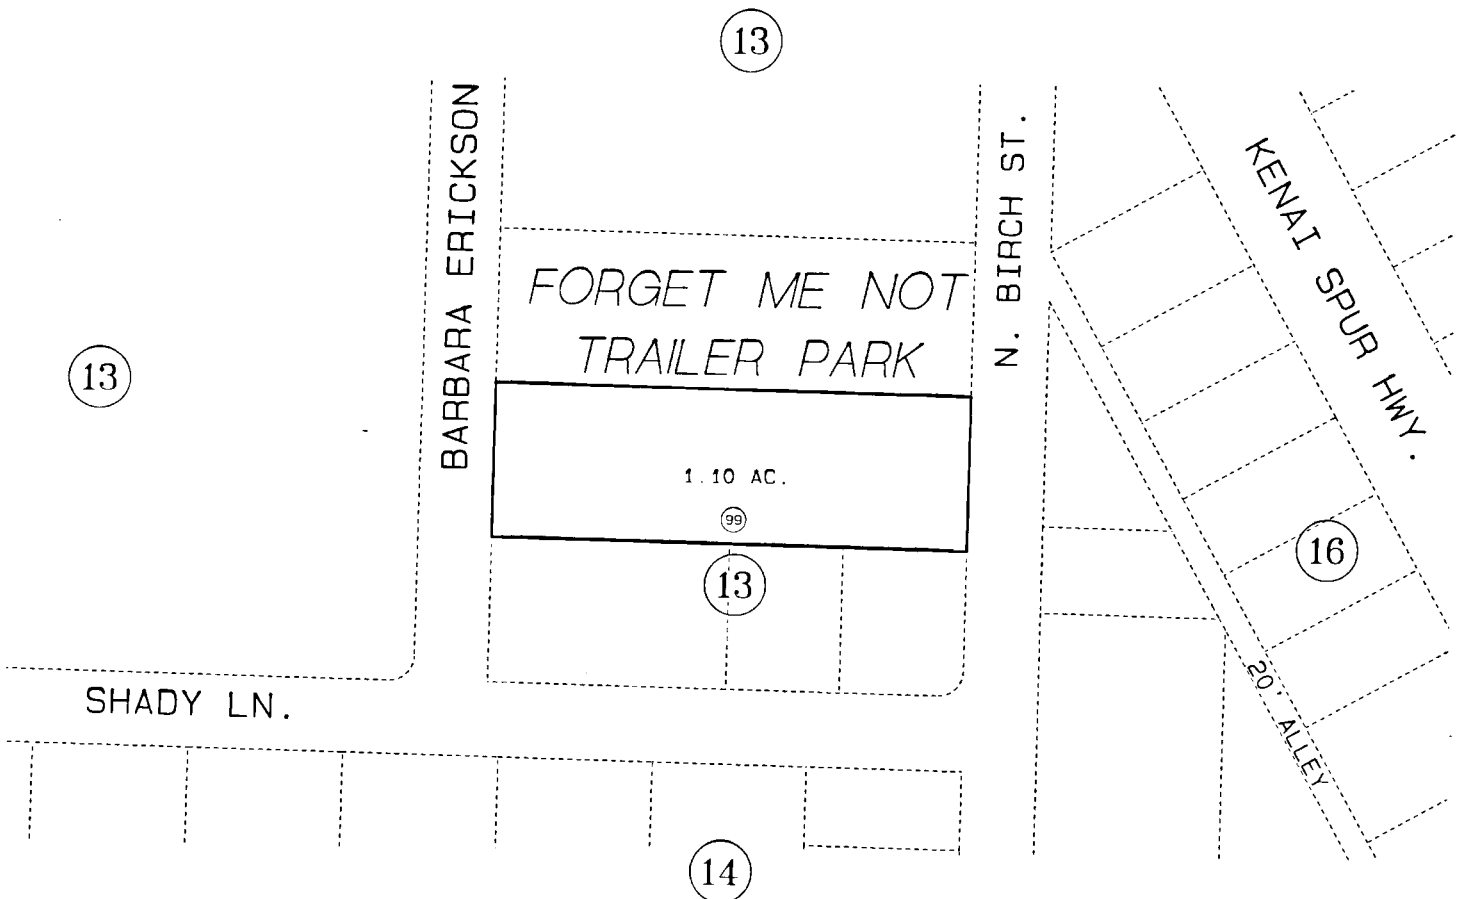 13
BARBARA ERICKSON
N. BIRCH ST.
KENAI SPUR HWY.
FORGET ME NOT
TRAILER PARK
13
1.10 AC.
99
13
16
SHADY LN.
20' ALLEY
14